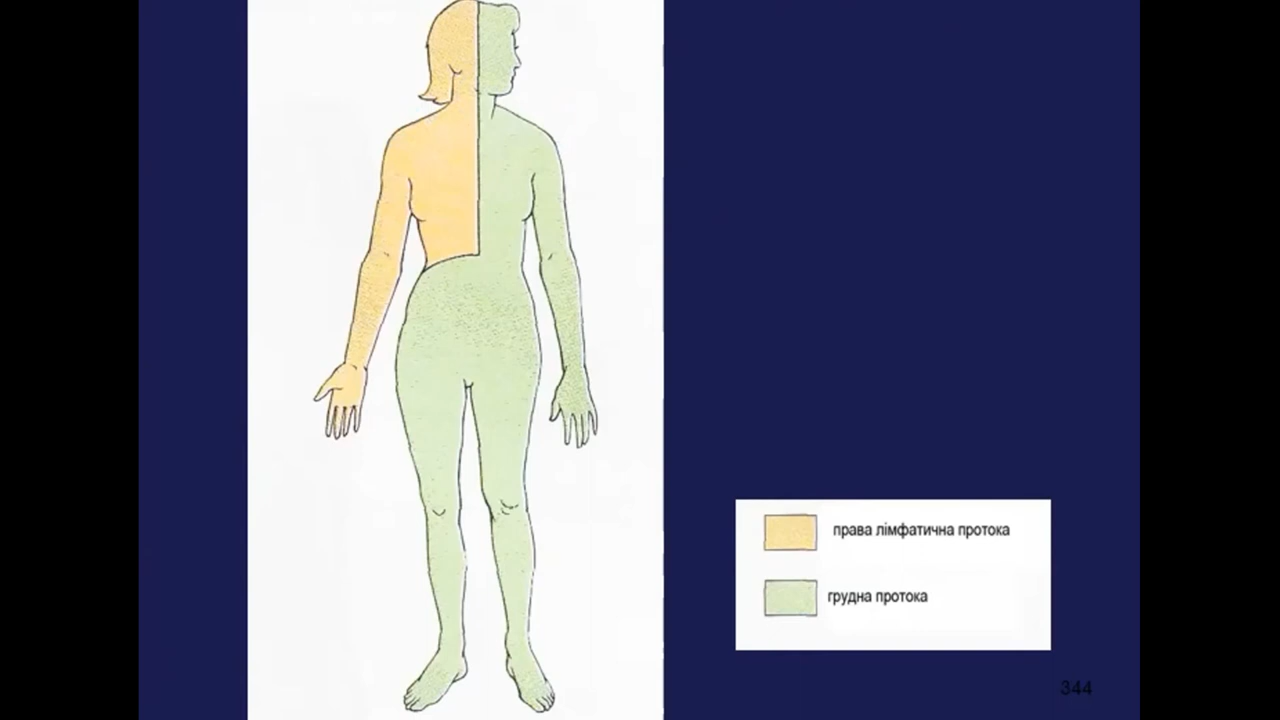 права лімфатична протока
грудна протока
344